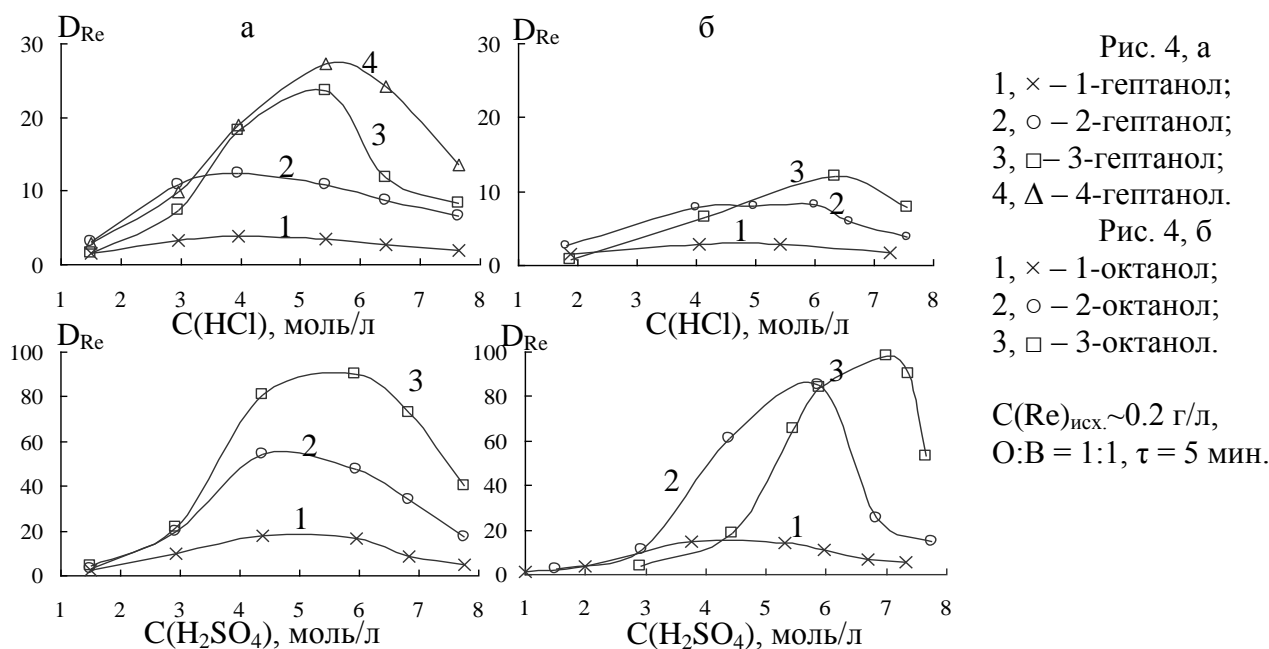 D_Re а
30
20
10
0
4
3
2
1
1 2 3 4 5 6 7 8
C(HCl), моль/л
D_Re б
30
20
10
0
3
2
1
1 2 3 4 5 6 7 8
C(HCl), моль/л
Рис. 4, а
1, × – 1-гептанол;
2, ○ – 2-гептанол;
3, □– 3-гептанол;
4, Δ – 4-гептанол.
Рис. 4, б
1, × – 1-октанол;
2, ○ – 2-октанол;
3, □ – 3-октанол.
C(Re)исх.~0.2 г/л,
О:В = 1:1, τ = 5 мин.
D_Re
100
80
60
40
20
0
3
2
1
1 2 3 4 5 6 7 8
C(H₂SO₄), моль/л
D_Re
100
80
60
40
20
0
3
2
1
1 2 3 4 5 6 7 8
C(H₂SO₄), моль/л